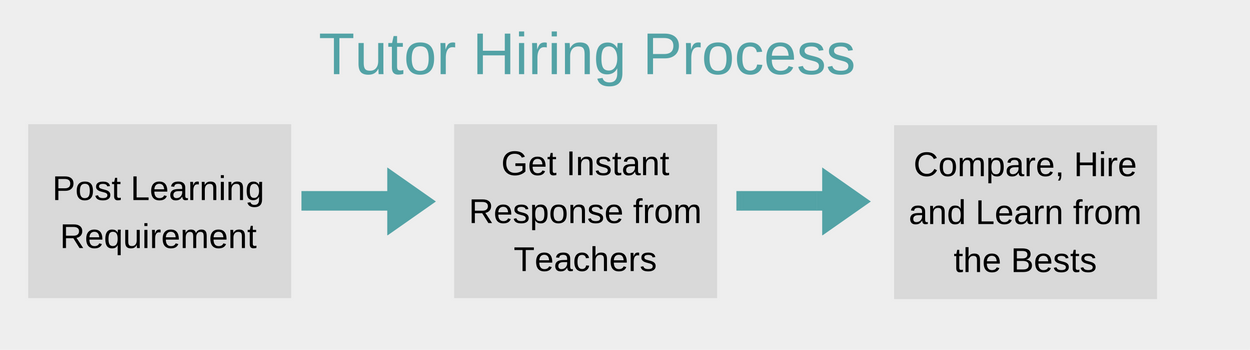 Tutor Hiring Process
Post Learning
Requirement
Get Instant
Response from
Teachers
Compare, Hire
and Learn from
the Bests